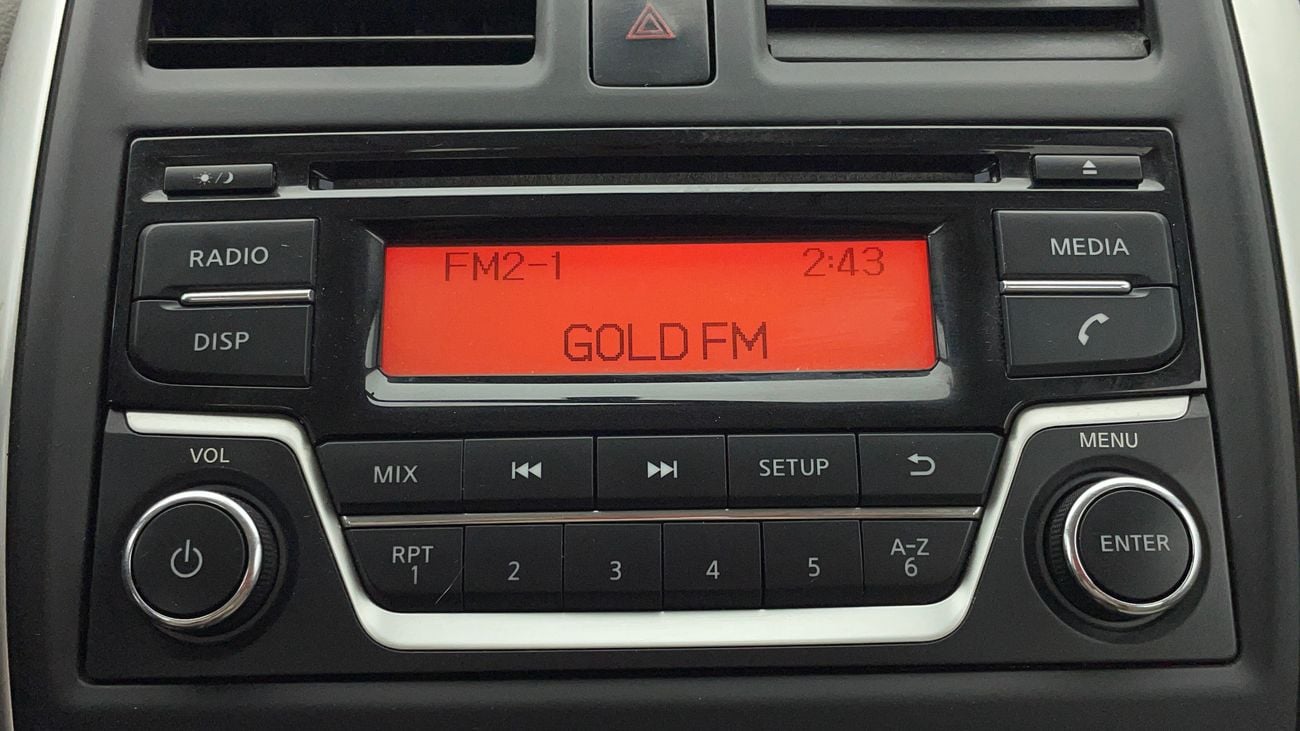 RADIO
DISP
FM2-1 2:43
GOLD FM
MEDIA
VOL
MENU
MIX SETUP
ENTER
RPT 1 2 3 4 5 A-Z 6